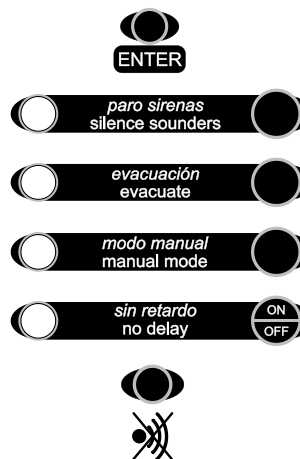 ENTER
paro sirenas
silence sounders
evacuación
evacuate
modo manual
manual mode
sin retardo
no delay
ON
OFF